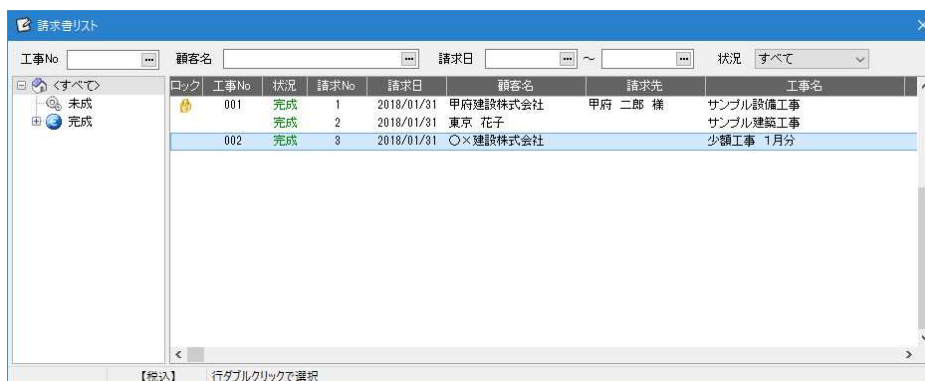 請求書リスト
工事No ... 顧客名 ... 請求日 ... ～ ... 状況 すべて
<すべて>
未成
完成
ロック 工事No 状況 請求No 請求日 顧客名 請求先 工事名
001 完成 1 2018/01/31 甲府建設株式会社 甲府 二郎 様 サンプル設備工事
完成 2 2018/01/31 東京 花子 サンプル建築工事
002 完成 3 2018/01/31 〇×建設株式会社 少額工事 1月分
【税込】 行ダブルクリックで選択